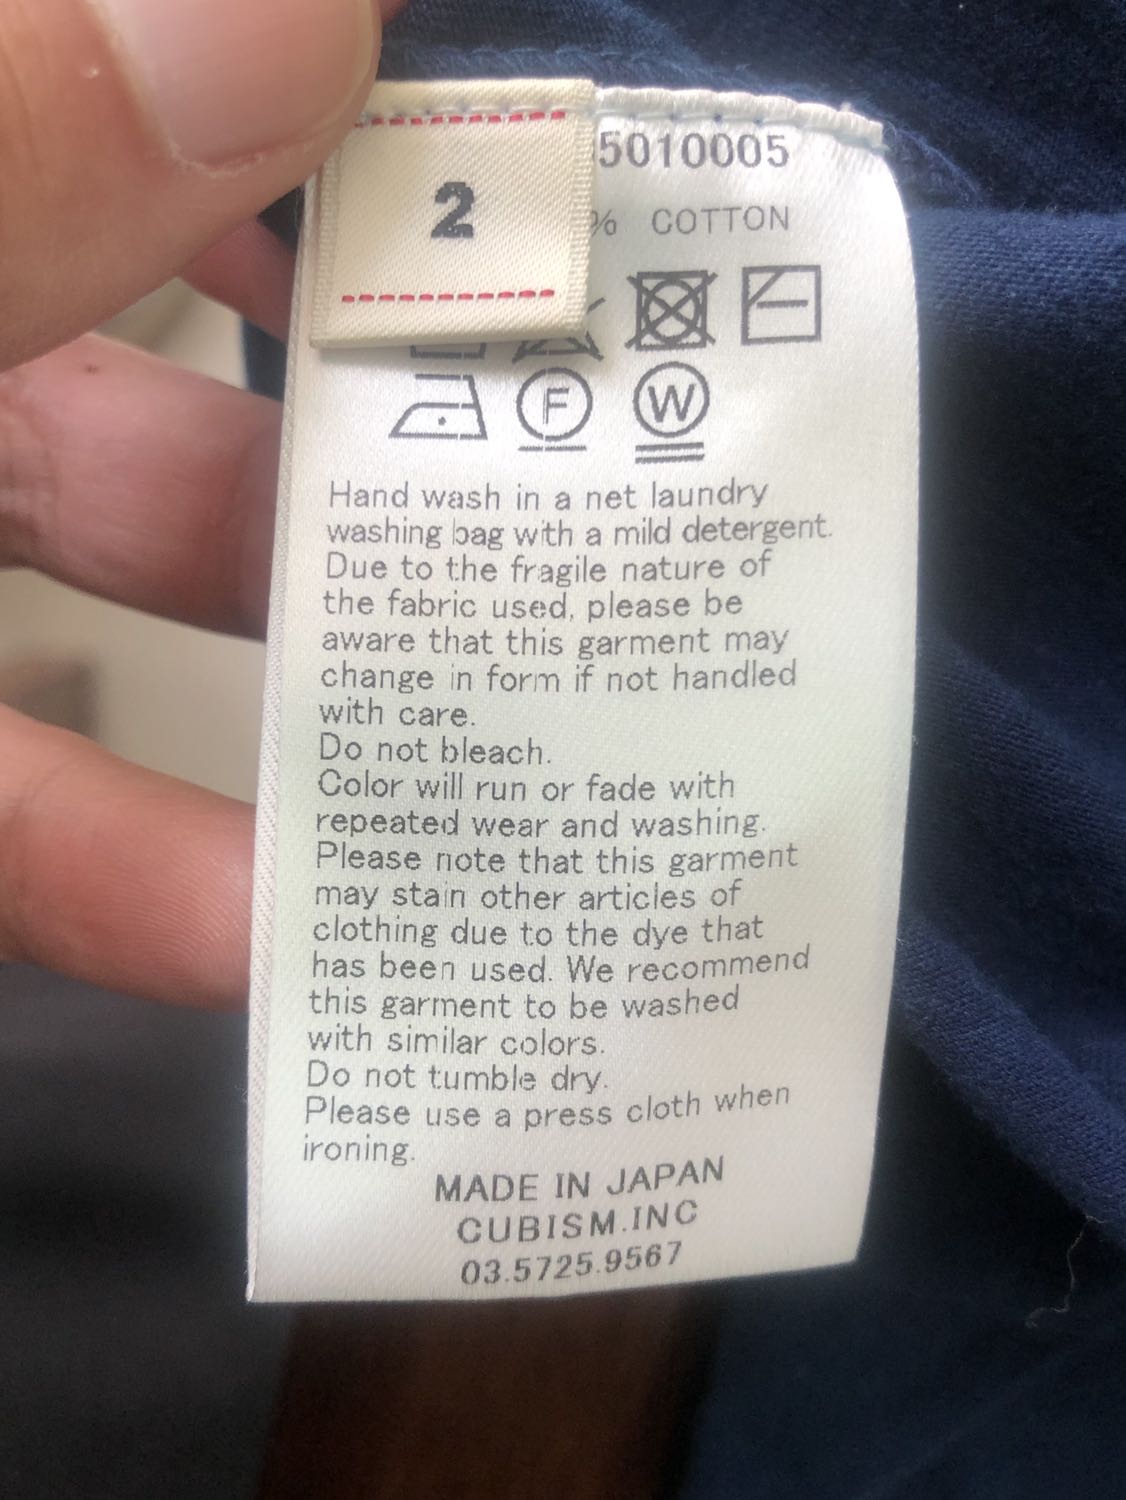 2
5010005
% COTTON
F
W
Hand wash in a net laundry
washing bag with a mild detergent.
Due to the fragile nature of
the fabric used, please be
aware that this garment may
change in form if not handled
with care.
Do not bleach.
Color will run or fade with
repeated wear and washing.
Please note that this garment
may stain other articles of
clothing due to the dye that
has been used. We recommend
this garment to be washed
with similar colors.
Do not tumble dry.
Please use a press cloth when
ironing.
MADE IN JAPAN
CUBISM.INC
03.5725.9567